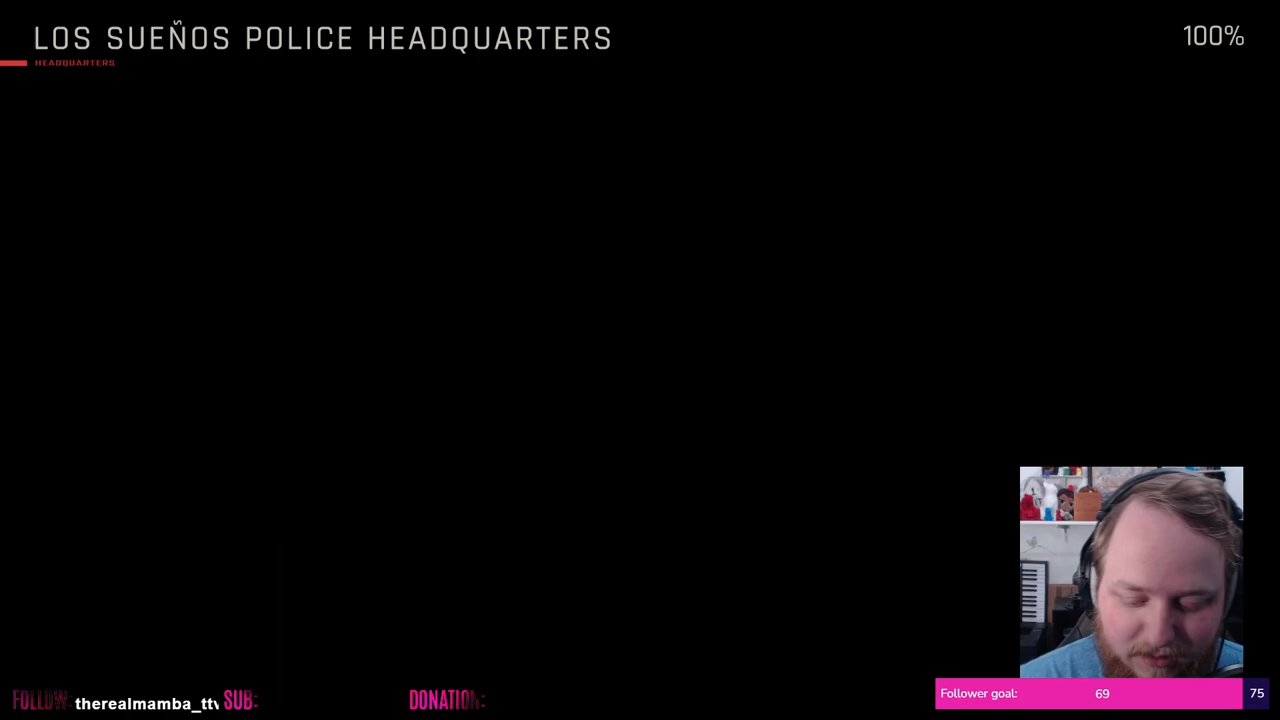 LOS SUEÑOS POLICE HEADQUARTERS
100%
HEADQUARTERS
FOLLOW: therealmamba_ttv SUB: DONATION:
Follower goal: 69 75